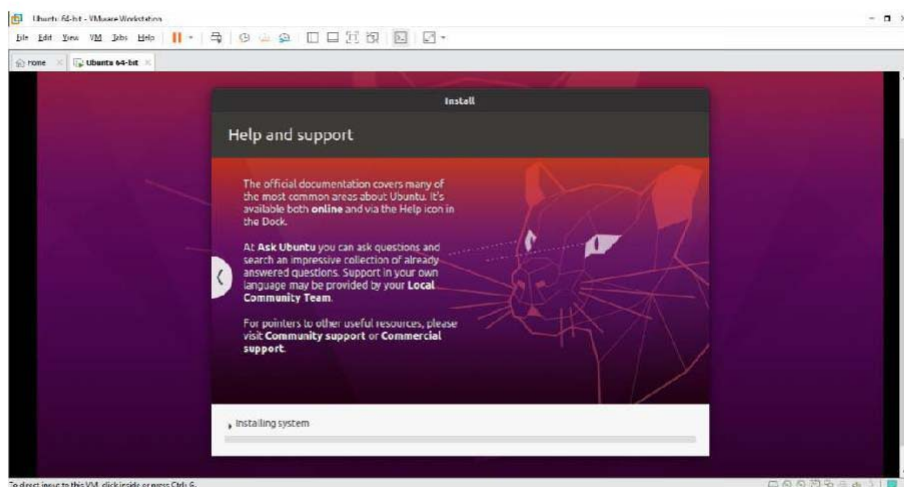 Ubuntu 64-bit - VMware Workstation
File Edit View VM Tabs Help
Home
Ubuntu 64-bit
Install
Help and support
The official documentation covers many of
the most common areas about Ubuntu. It's
available both online and via the Help icon in
the Dock.
At Ask Ubuntu you can ask questions and
search an impressive collection of already
answered questions. Support in your own
language may be provided by your Local
Community Team.
For pointers to other useful resources, please
visit Community support or Commercial
support.
Installing system
To direct input to this VM, click inside or press Ctrl+G.